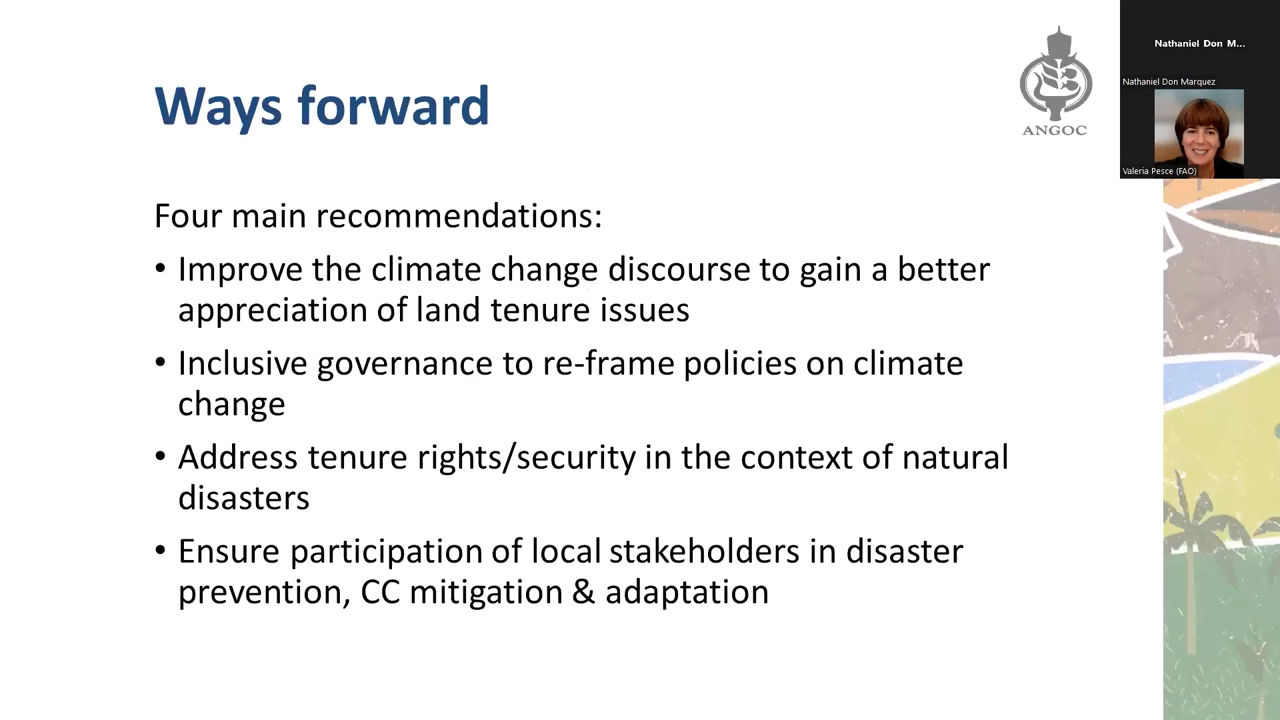 Ways forward
ANGOC
Nathaniel Don M...
Nathaniel Don Marquez
Valeria Pesce (FAO)
Four main recommendations:
• Improve the climate change discourse to gain a better
appreciation of land tenure issues
• Inclusive governance to re-frame policies on climate
change
• Address tenure rights/security in the context of natural
disasters
• Ensure participation of local stakeholders in disaster
prevention, CC mitigation & adaptation